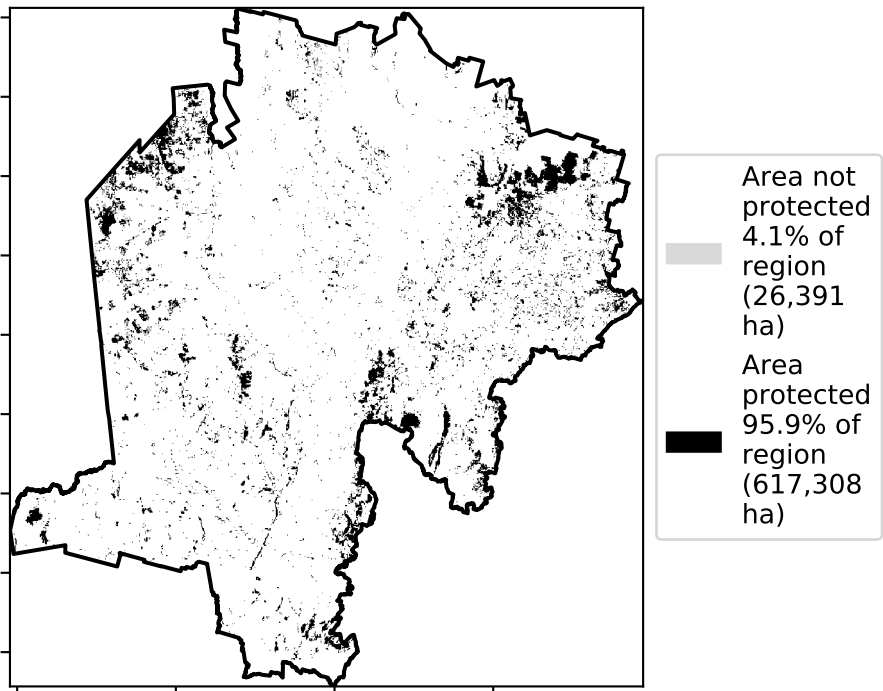 Area not
protected
4.1% of
region
(26,391
ha)
Area
protected
95.9% of
region
(617,308
ha)